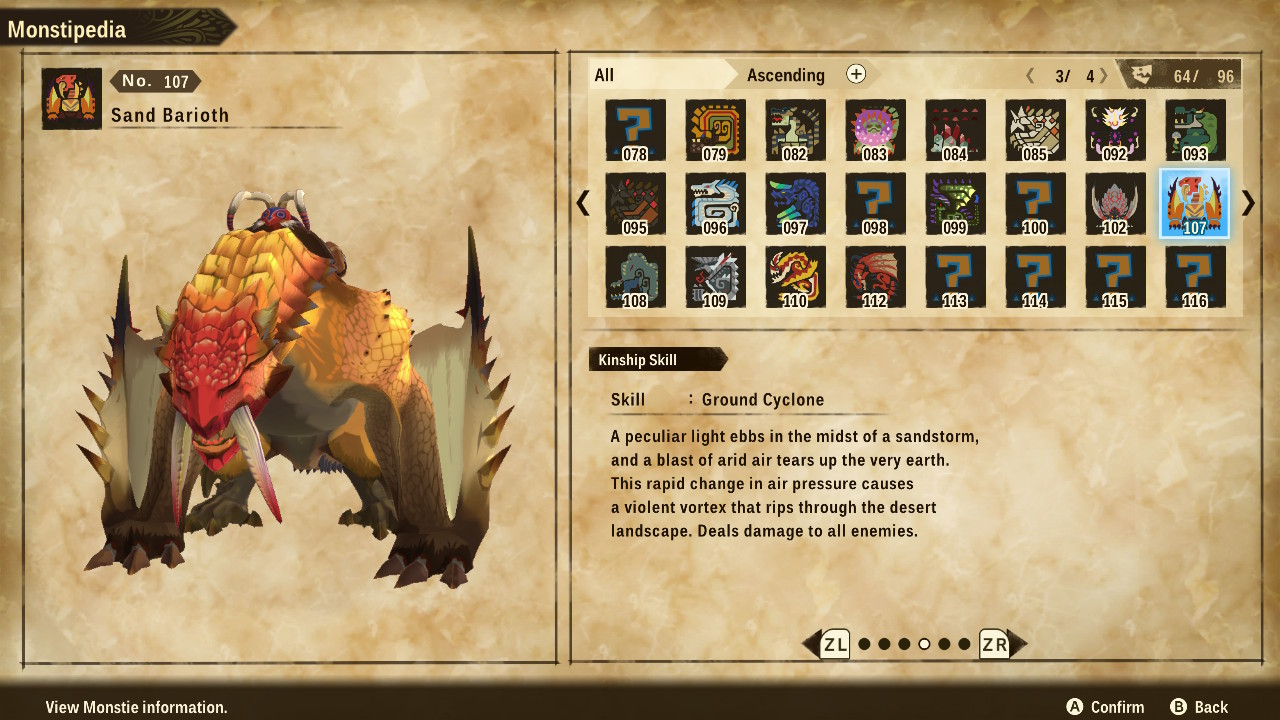 Monstipedia
No. 107
Sand Barioth
All
Ascending
3/ 4
64/ 96
078 079 082 083 084 085 092 093
095 096 097 098 099 100 102 107
108 109 110 112 113 114 115 116
Kinship Skill
Skill : Ground Cyclone
A peculiar light ebbs in the midst of a sandstorm,
and a blast of arid air tears up the very earth.
This rapid change in air pressure causes
a violent vortex that rips through the desert
landscape. Deals damage to all enemies.
ZL ZR
View Monstie information.
A Confirm B Back